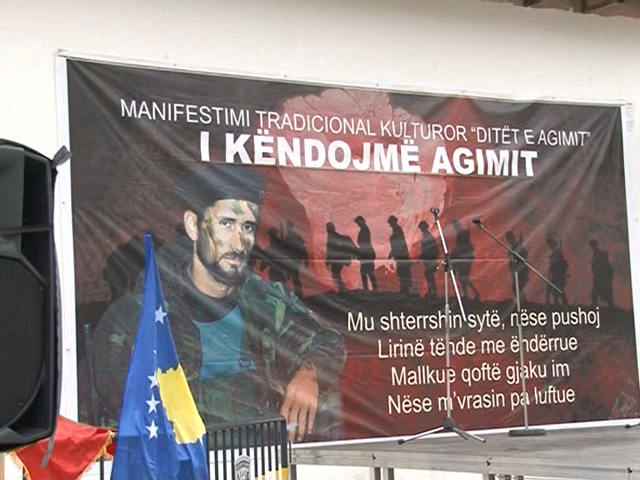 MANIFESTIMI TRADICIONAL KULTUROR "DITËT E AGIMIT"
I KËNDOJMË AGIMIT
Mu shterrshin sytë, nëse pushoj
Lirinë tënde me ëndërrue
Mallkue qoftë gjaku im
Nëse m'vrasin pa luftue